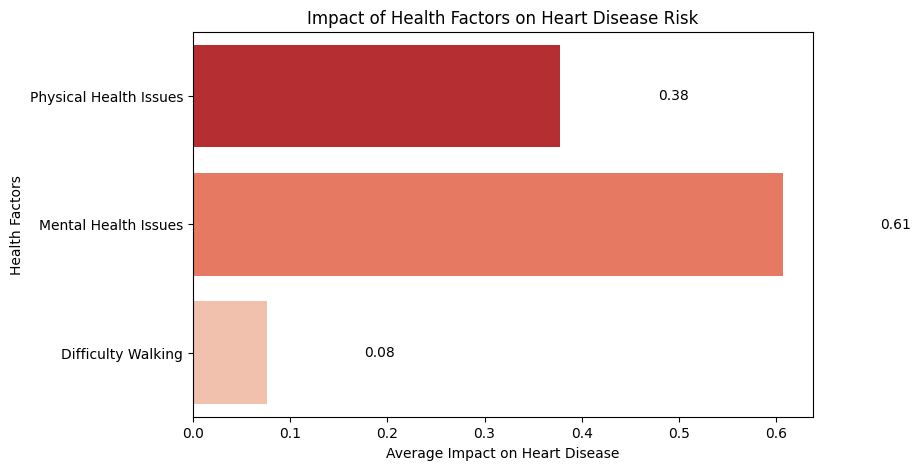 Impact of Health Factors on Heart Disease Risk
Health Factors
Physical Health Issues
0.38
Mental Health Issues
0.61
Difficulty Walking
0.08
0.0 0.1 0.2 0.3 0.4 0.5 0.6
Average Impact on Heart Disease